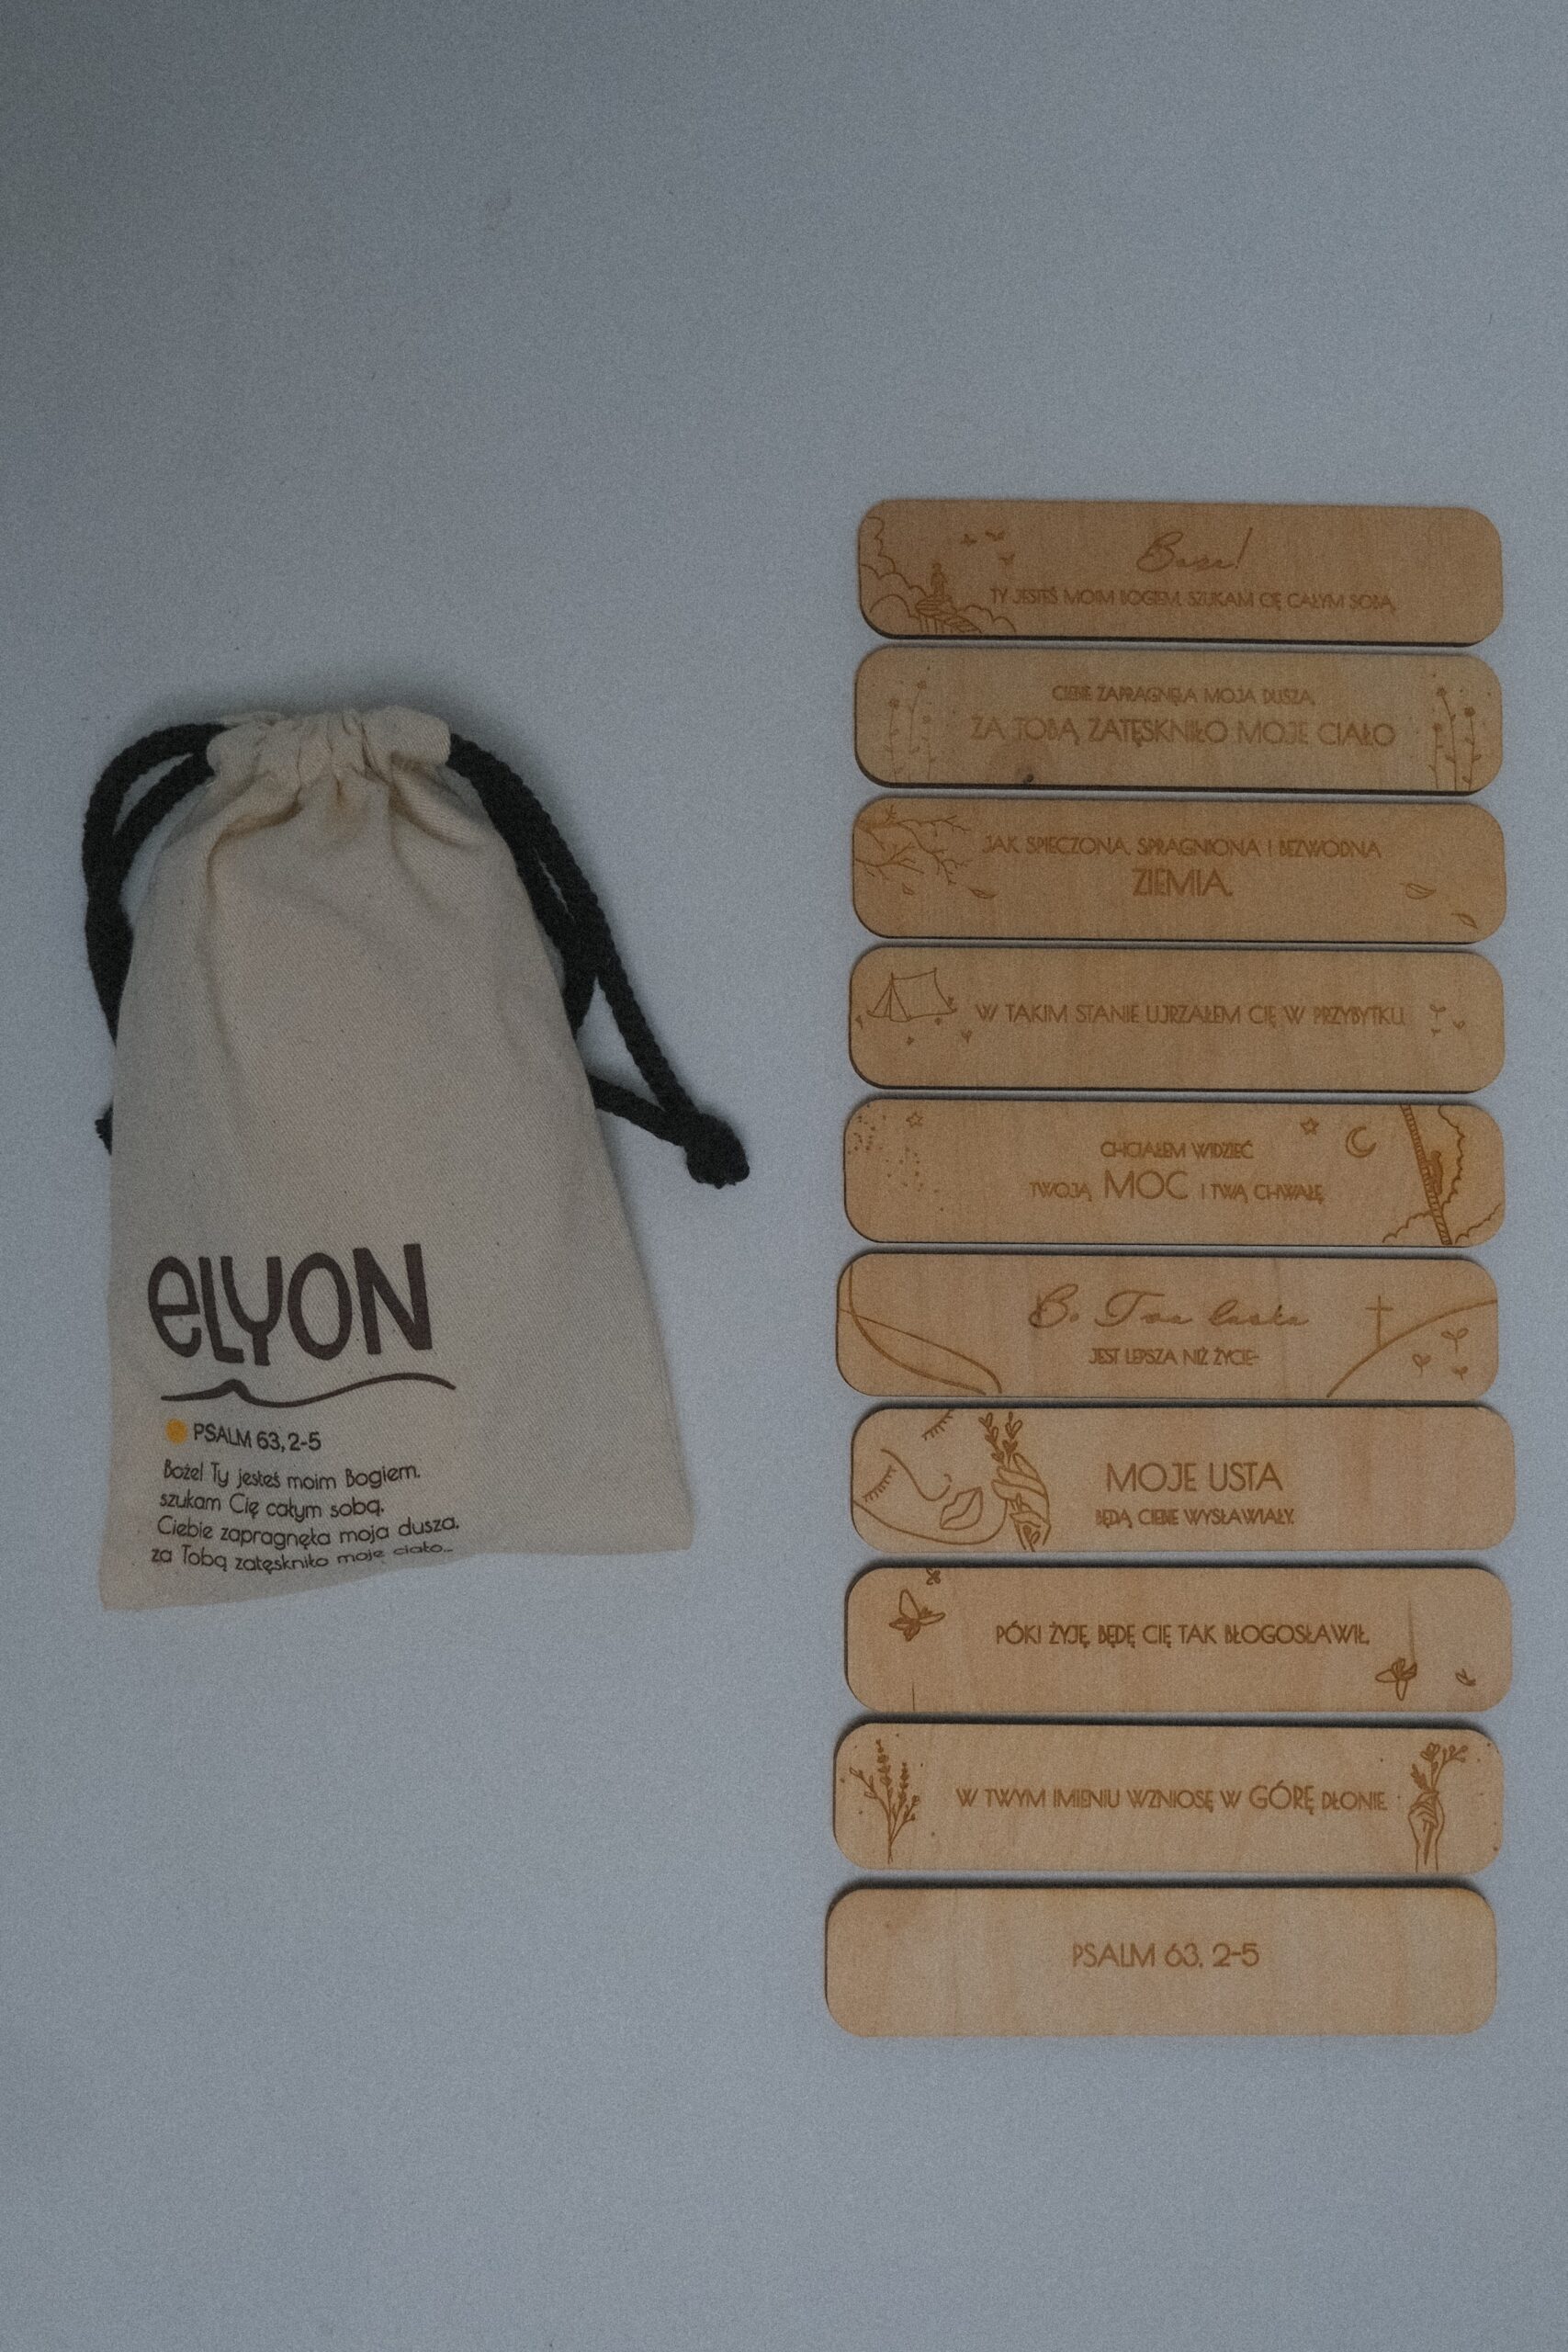 eLYON
PSALM 63, 2-5
Boże! Ty jesteś moim Bogiem,
szukam Cię całym sobą.
Ciebie zapragnęła moja dusza,
za Tobą zatęskniło moje ciało...
Boże!
TY JESTEŚ MOIM BOGIEM, SZUKAM CIĘ CAŁYM SOBĄ.
CIEBIE ZAPRAGNĘŁA MOJA DUSZA,
ZA TOBĄ ZATĘSKNIŁO MOJE CIAŁO
JAK SPIECZONA, SPRAGNIONA I BEZWODNA
ZIEMIA.
W TAKIM STANIE UJRZAŁEM CIĘ W PRZYBYTKU.
CHCIAŁEM WIDZIEĆ
TWOJĄ MOC I TWĄ CHWAŁĘ,
Bo Twa łaska
JEST LEPSZA NIŻ ŻYCIE-
MOJE USTA
BĘDĄ CIEBIE WYSŁAWIAŁY.
PÓKI ŻYJĘ, BĘDĘ CIĘ TAK BŁOGOSŁAWIŁ,
W TWYM IMIENIU WZNIOSĘ W GÓRĘ DŁONIE.
PSALM 63, 2-5